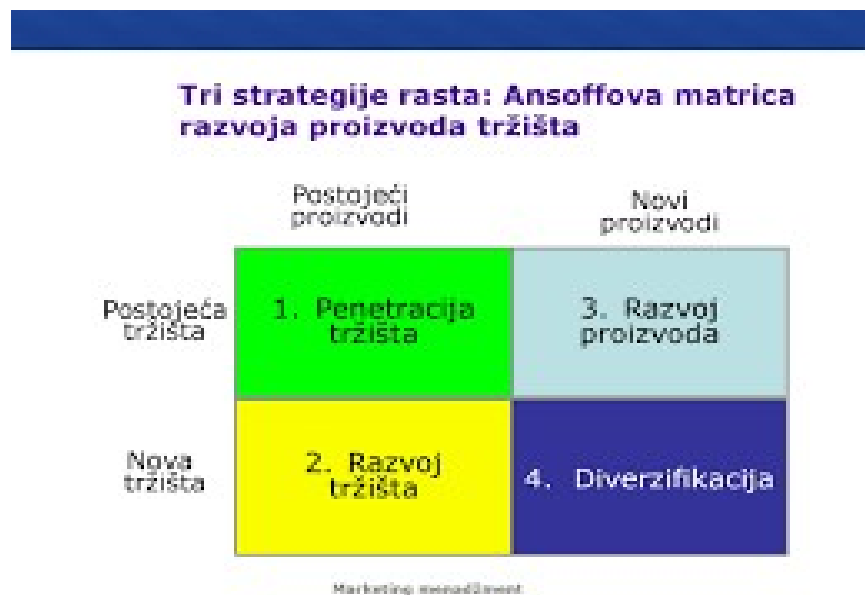 Tri strategije rasta: Ansoffova matrica
razvoja proizvoda tržišta
Postojeći
proizvodi
Novi
proizvodi
Postojeća
tržišta
1. Penetracija
tržišta
3. Razvoj
proizvoda
Nova
tržišta
2. Razvoj
tržišta
4. Diverzifikacija
Marketing menadžment